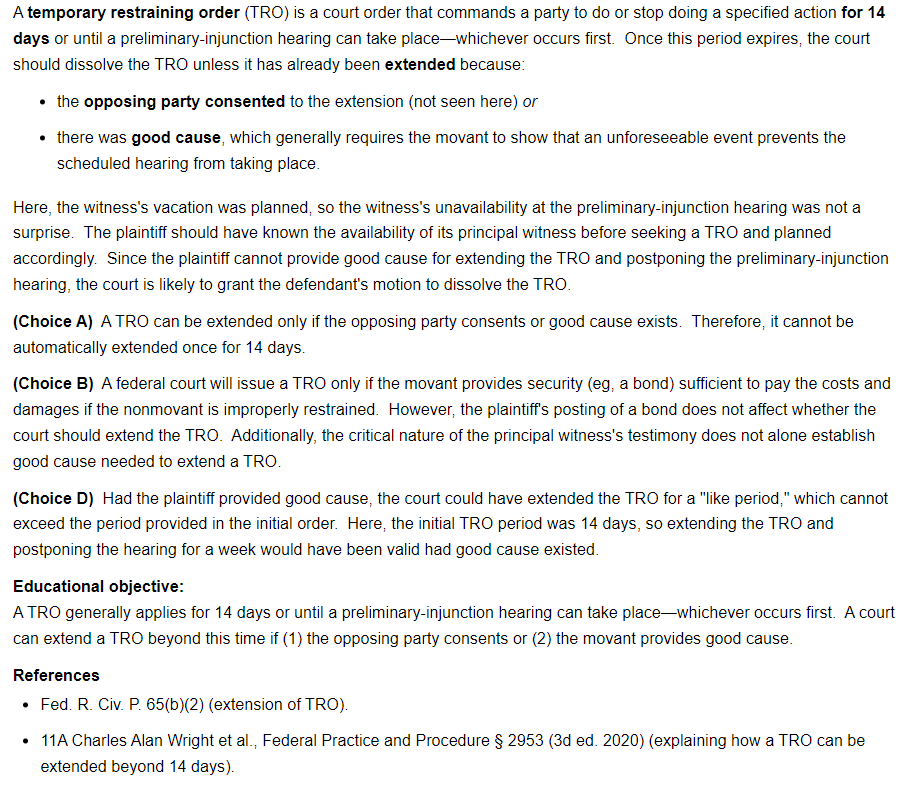 A temporary restraining order (TRO) is a court order that commands a party to do or stop doing a specified action for 14
days or until a preliminary-injunction hearing can take place—whichever occurs first.  Once this period expires, the court
should dissolve the TRO unless it has already been extended because:
• the opposing party consented to the extension (not seen here) or
• there was good cause, which generally requires the movant to show that an unforeseeable event prevents the
scheduled hearing from taking place.
Here, the witness's vacation was planned, so the witness's unavailability at the preliminary-injunction hearing was not a
surprise.  The plaintiff should have known the availability of its principal witness before seeking a TRO and planned
accordingly.  Since the plaintiff cannot provide good cause for extending the TRO and postponing the preliminary-injunction
hearing, the court is likely to grant the defendant's motion to dissolve the TRO.
(Choice A)  A TRO can be extended only if the opposing party consents or good cause exists.  Therefore, it cannot be
automatically extended once for 14 days.
(Choice B)  A federal court will issue a TRO only if the movant provides security (eg, a bond) sufficient to pay the costs and
damages if the nonmovant is improperly restrained.  However, the plaintiff's posting of a bond does not affect whether the
court should extend the TRO.  Additionally, the critical nature of the principal witness's testimony does not alone establish
good cause needed to extend a TRO.
(Choice D)  Had the plaintiff provided good cause, the court could have extended the TRO for a "like period," which cannot
exceed the period provided in the initial order.  Here, the initial TRO period was 14 days, so extending the TRO and
postponing the hearing for a week would have been valid had good cause existed.
Educational objective:
A TRO generally applies for 14 days or until a preliminary-injunction hearing can take place—whichever occurs first.  A court
can extend a TRO beyond this time if (1) the opposing party consents or (2) the movant provides good cause.
References
• Fed. R. Civ. P. 65(b)(2) (extension of TRO).
• 11A Charles Alan Wright et al., Federal Practice and Procedure § 2953 (3d ed. 2020) (explaining how a TRO can be
extended beyond 14 days).